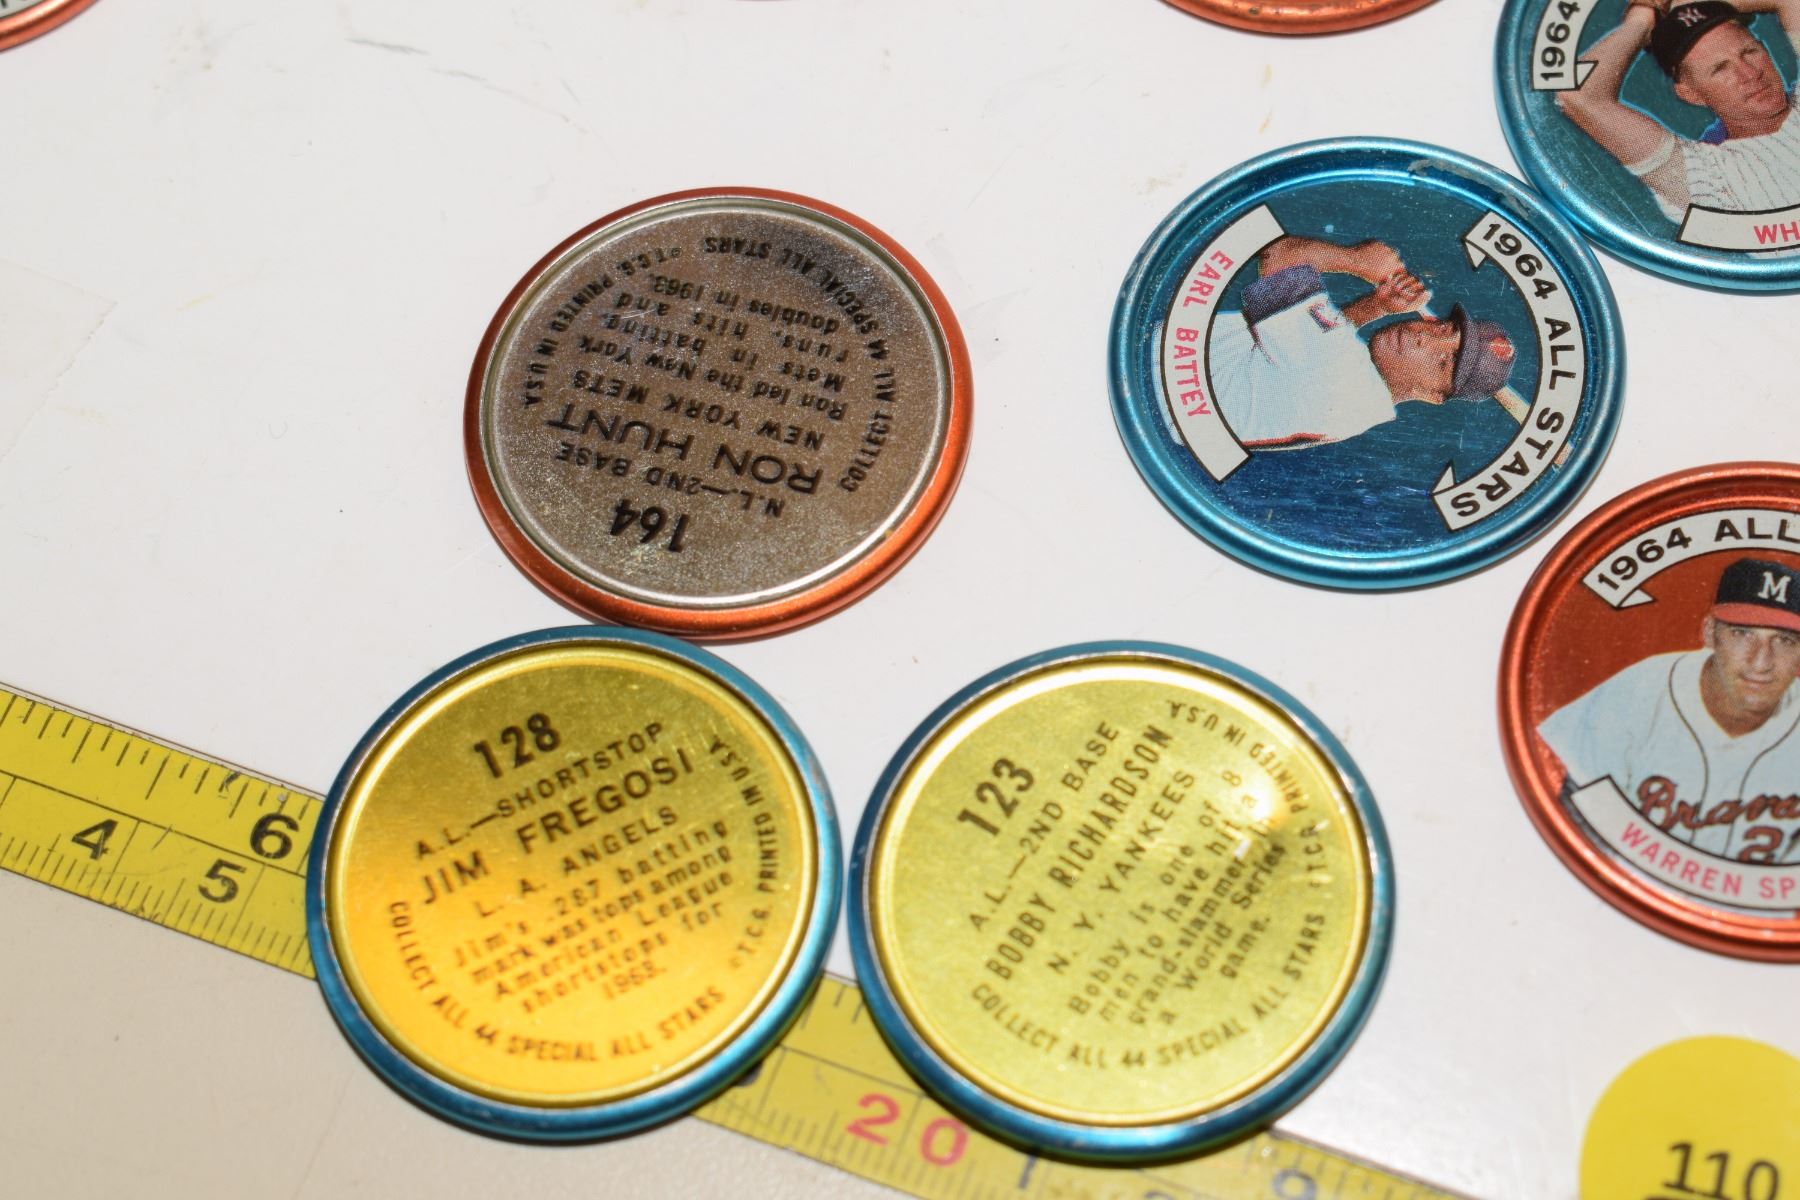 1964
WH
1964 ALL STARS
EARL BATTEY
164
N.L.—2ND BASE
RON HUNT
NEW YORK METS
Ron led the New York
Mets in batting,
runs, hits and
doubles in 1963.
COLLECT ALL 44 SPECIAL ALL STARS
©T.C.G. PRINTED IN U.S.A.
1964 ALL
M
Braves
WARREN SP
128
A.L.—SHORTSTOP
JIM FREGOSI
L. A. ANGELS
Jim's .287 batting
mark was tops among
American League
shortstops for
1963.
COLLECT ALL 44 SPECIAL ALL STARS
©T.C.G. PRINTED IN U.S.A.
123
A.L.—2ND BASE
BOBBY RICHARDSON
N. Y. YANKEES
Bobby is one of 8
men to have hit a
grand-slammer in
a World Series
game.
COLLECT ALL 44 SPECIAL ALL STARS
©T.C.G. PRINTED IN U.S.A.
4
5
6
20
9
110